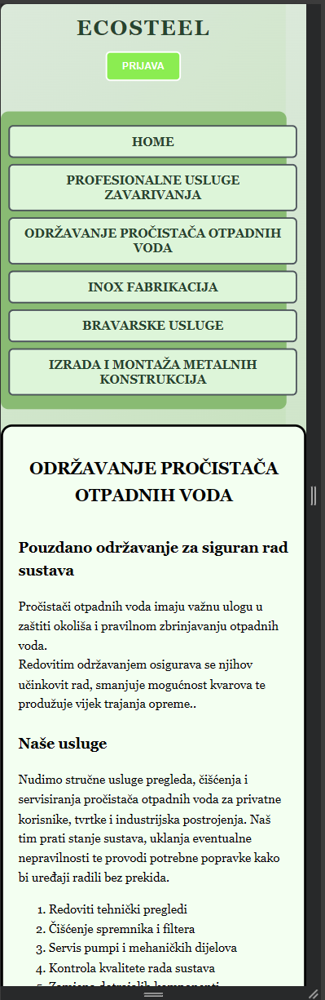 ECOSTEEL
PRIJAVA
HOME
PROFESIONALNE USLUGE
ZAVARIVANJA
ODRŽAVANJE PROČISTAČA OTPADNIH
VODA
INOX FABRIKACIJA
BRAVARSKE USLUGE
IZRADA I MONTAŽA METALNIH
KONSTRUKCIJA
ODRŽAVANJE PROČISTAČA
OTPADNIH VODA
Pouzdano održavanje za siguran rad
sustava
Pročistači otpadnih voda imaju važnu ulogu u
zaštiti okoliša i pravilnom zbrinjavanju otpadnih
voda.
Redovitim održavanjem osigurava se njihov
učinkovit rad, smanjuje mogućnost kvarova te
produžuje vijek trajanja opreme..
Naše usluge
Nudimo stručne usluge pregleda, čišćenja i
servisiranja pročistača otpadnih voda za privatne
korisnike, tvrtke i industrijska postrojenja. Naš
tim prati stanje sustava, uklanja eventualne
nepravilnosti te provodi potrebne popravke kako
bi uređaji radili bez prekida.
1. Redoviti tehnički pregledi
2. Čišćenje spremnika i filtera
3. Servis pumpi i mehaničkih dijelova
4. Kontrola kvalitete rada sustava
5. Zamjena dotrajalih komponenti